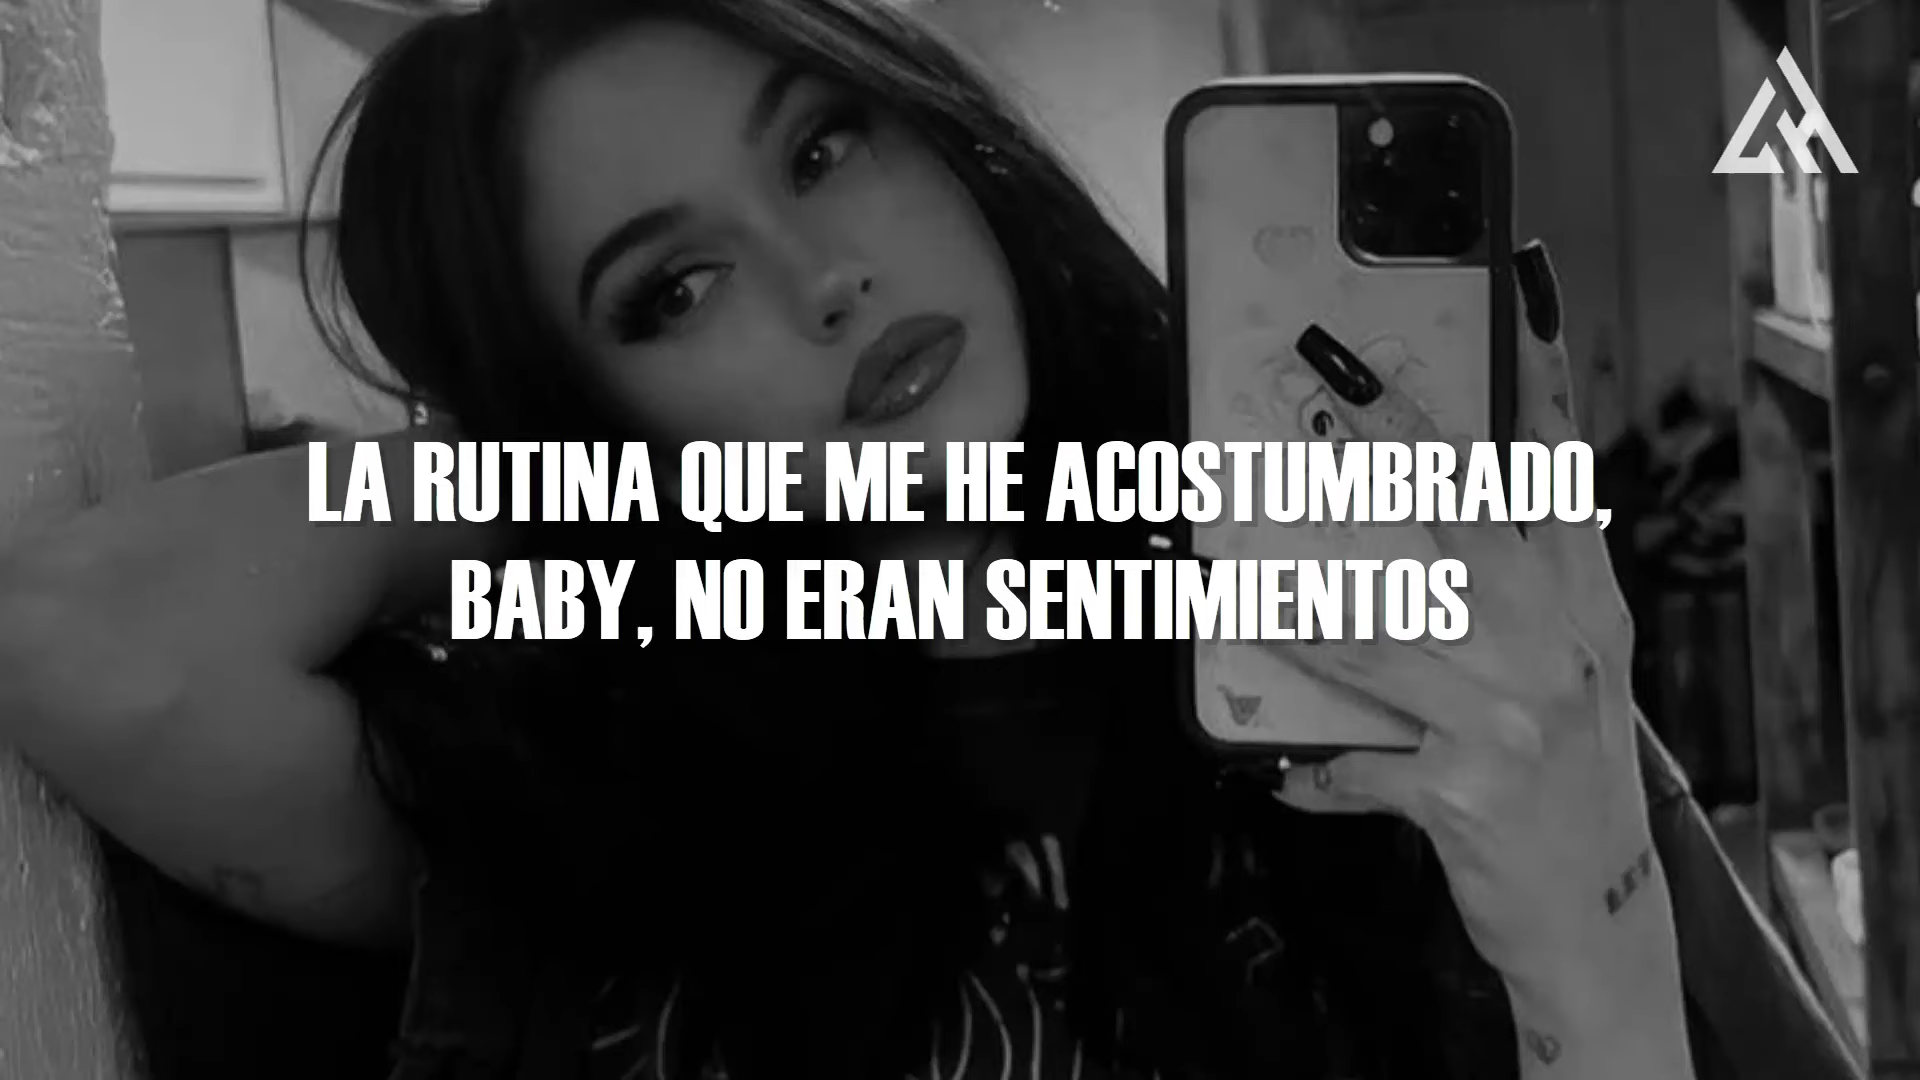 LA RUTINA QUE ME HE ACOSTUMBRADO,
BABY, NO ERAN SENTIMIENTOS